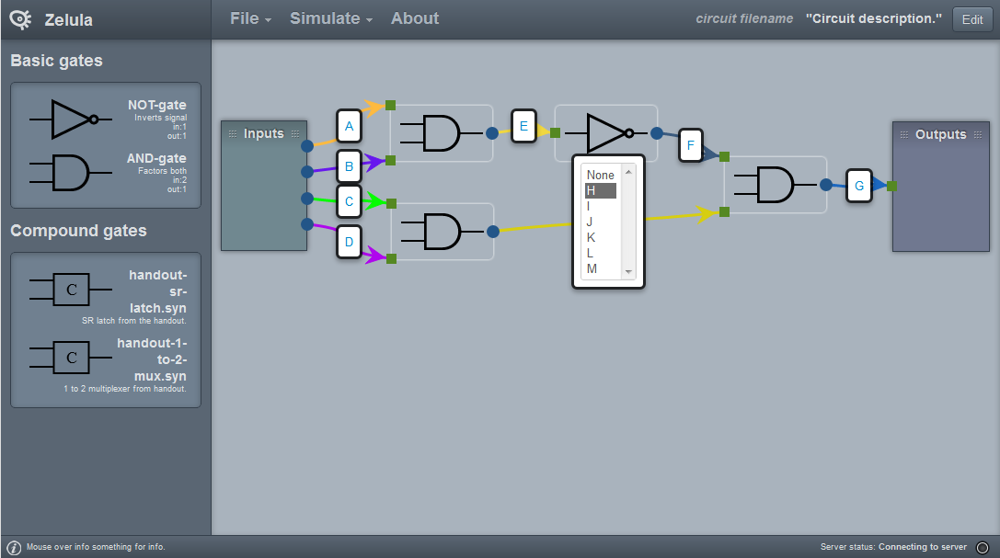 Zelula
File
Simulate
About
circuit filename
"Circuit description."
Edit
Basic gates
NOT-gate
Inverts signal
in:1
out:1
AND-gate
Factors both
in:2
out:1
Compound gates
C
handout-
sr-
latch.syn
SR latch from the handout.
C
handout-1-
to-2-
mux.syn
1 to 2 multiplexer from handout.
Inputs
A
B
C
D
E
F
G
None
H
I
J
K
L
M
Outputs
Mouse over info something for info.
Server status: Connecting to server